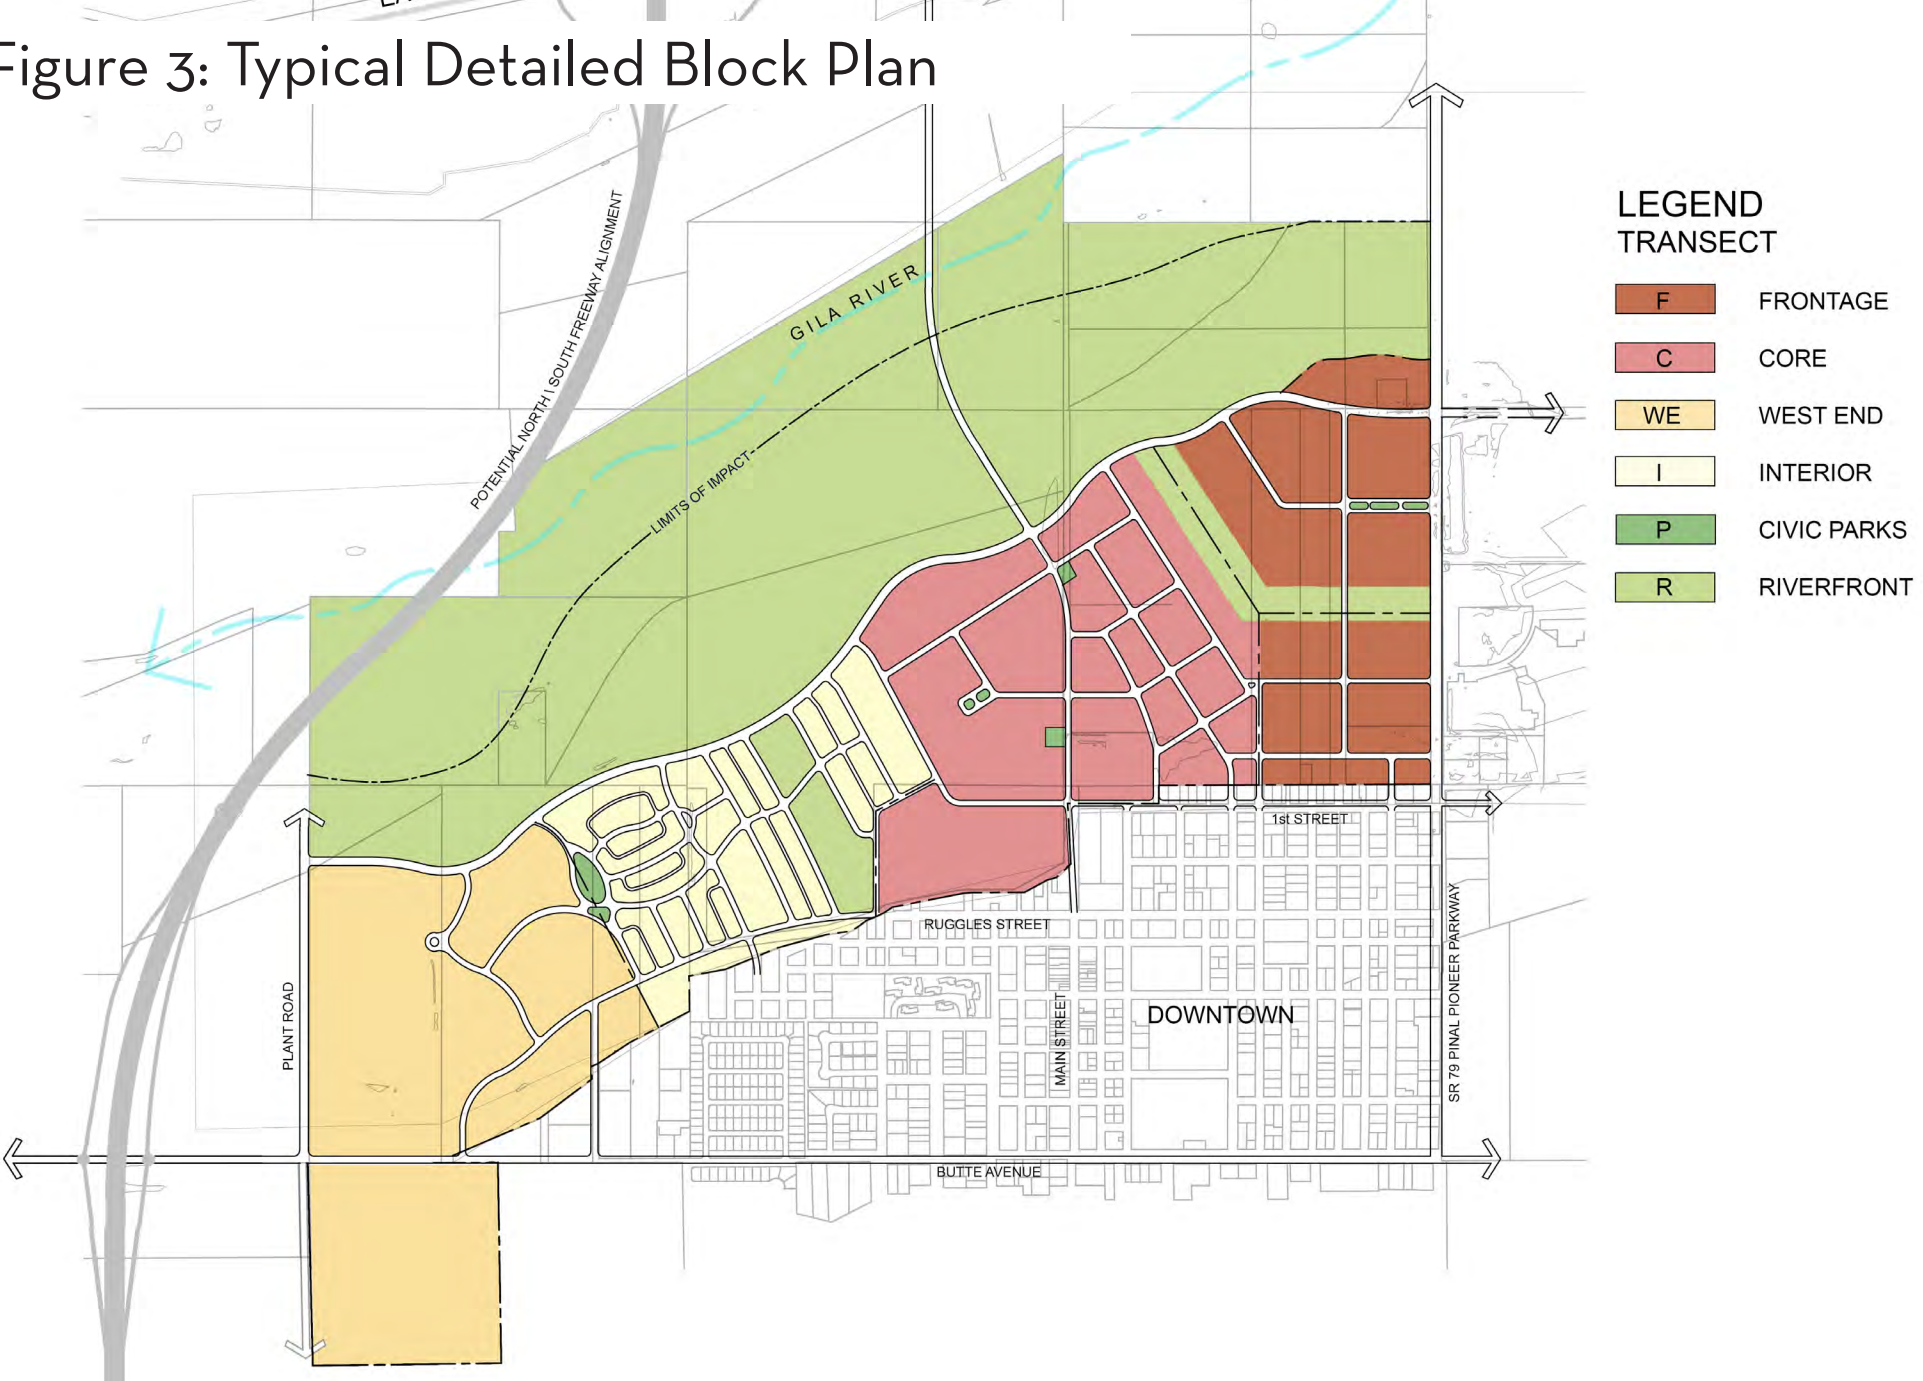 Figure 3: Typical Detailed Block Plan
POTENTIAL NORTH \ SOUTH FREEWAY ALIGNMENT
GILA RIVER
LIMITS OF IMPACT
LEGEND
TRANSECT
F FRONTAGE
C CORE
WE WEST END
I INTERIOR
P CIVIC PARKS
R RIVERFRONT
1st STREET
RUGGLES STREET
PLANT ROAD
MAIN STREET
DOWNTOWN
SR 79 PINAL PIONEER PARKWAY
BUTTE AVENUE